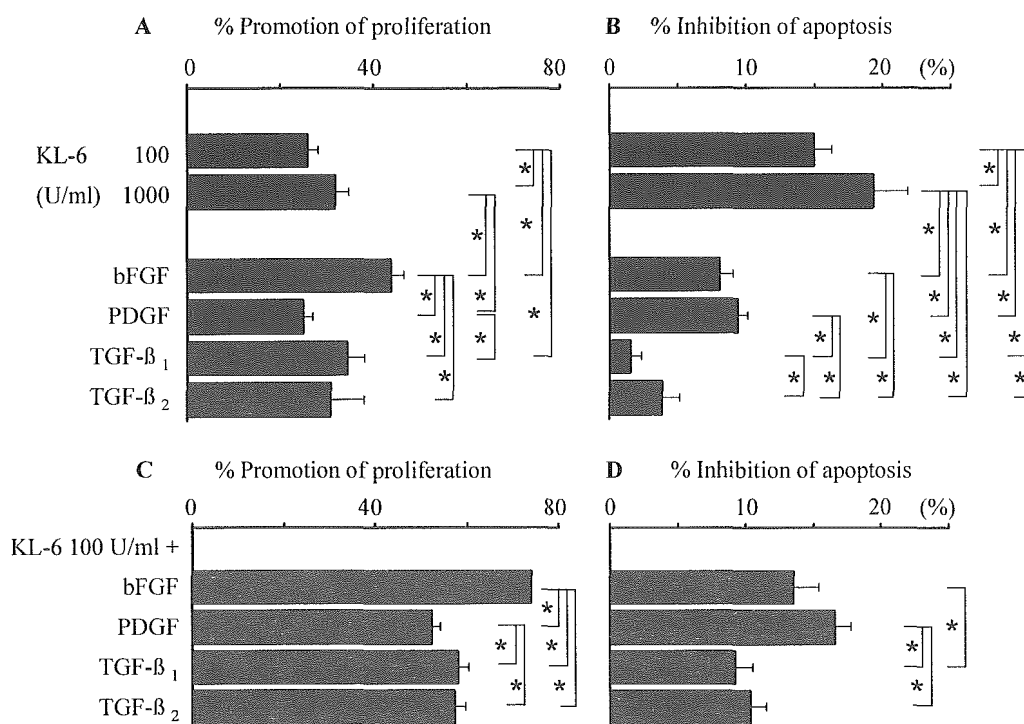 A % Promotion of proliferation
0 40 80
KL-6 100
(U/ml) 1000
bFGF
PDGF
TGF-ß 1
TGF-ß 2
B % Inhibition of apoptosis
0 10 20 (%)
* * * * * * * * *
* * * * * * * * * * * *
C % Promotion of proliferation
0 40 80
KL-6 100 U/ml +
bFGF
PDGF
TGF-ß 1
TGF-ß 2
* * * * *
D % Inhibition of apoptosis
0 10 20 (%)
* * *